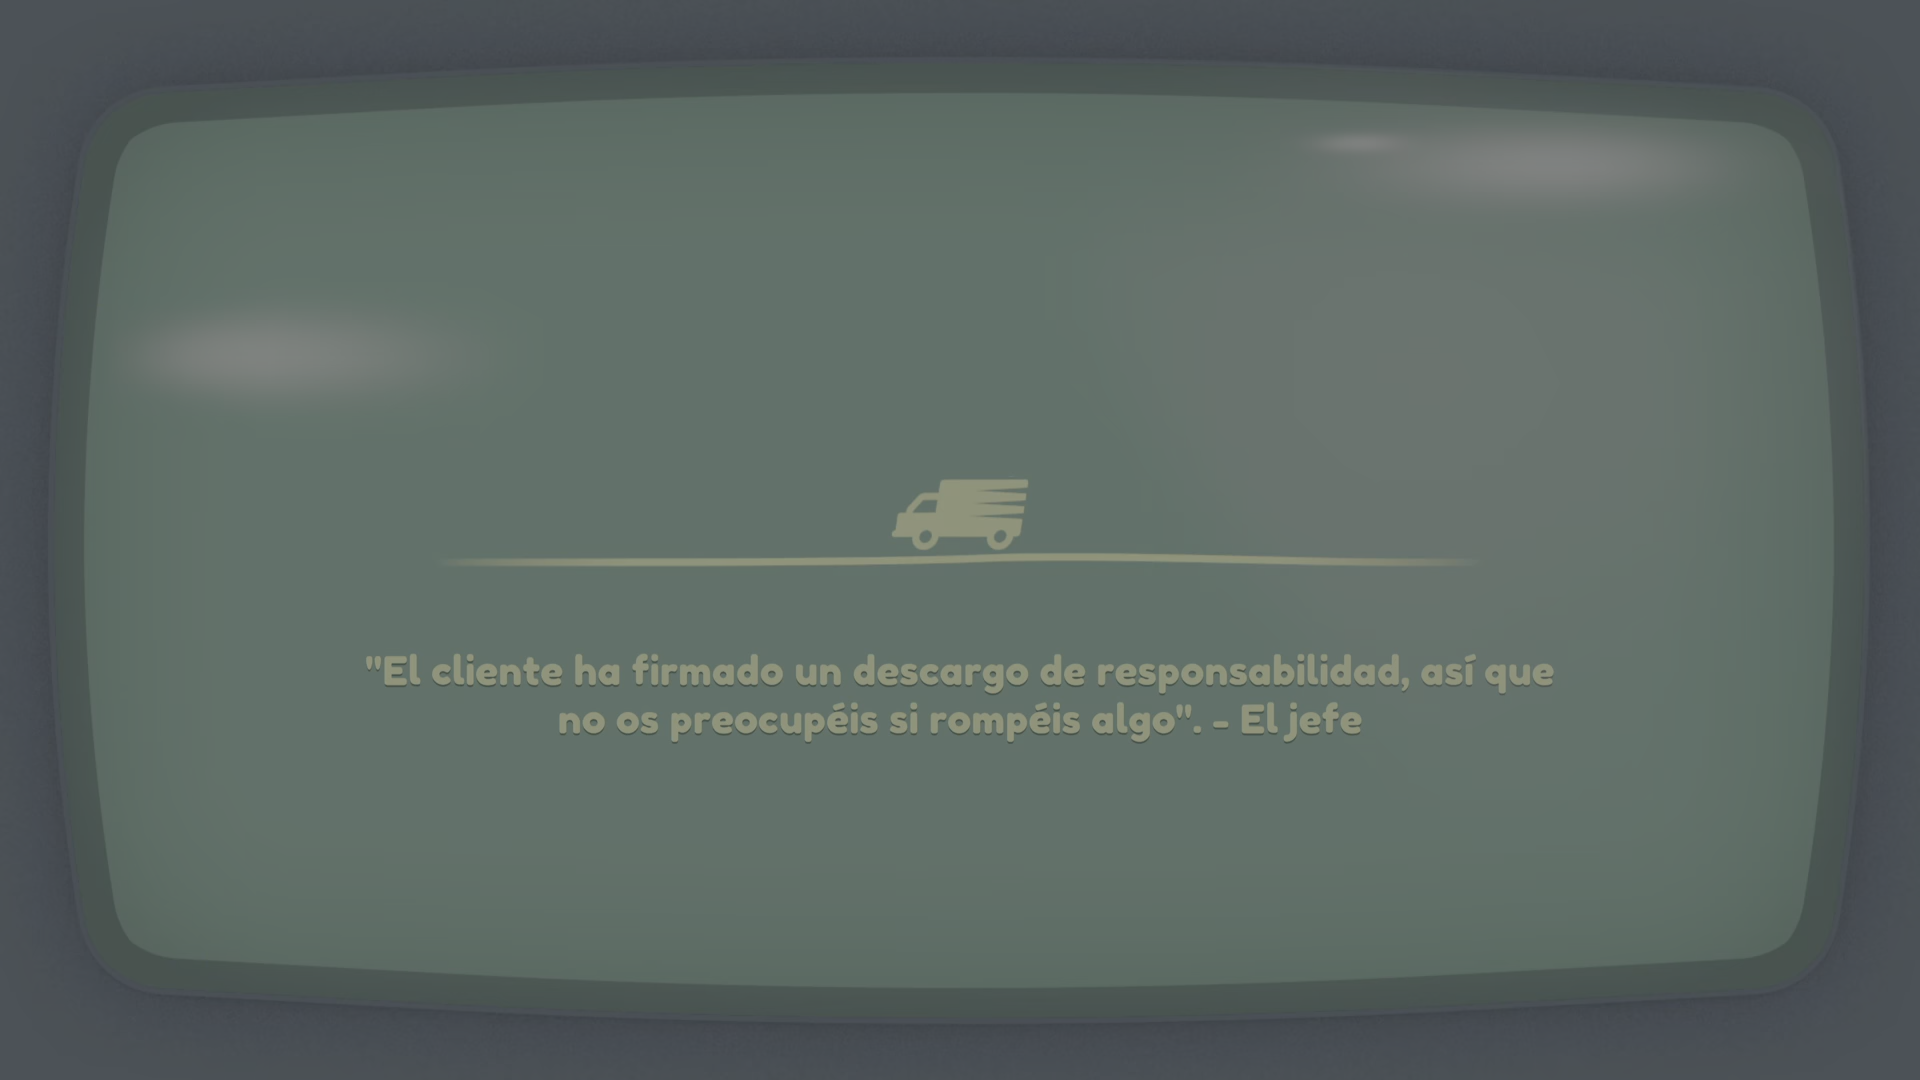 "El cliente ha firmado un descargo de responsabilidad, así que
no os preocupéis si rompéis algo". - El jefe